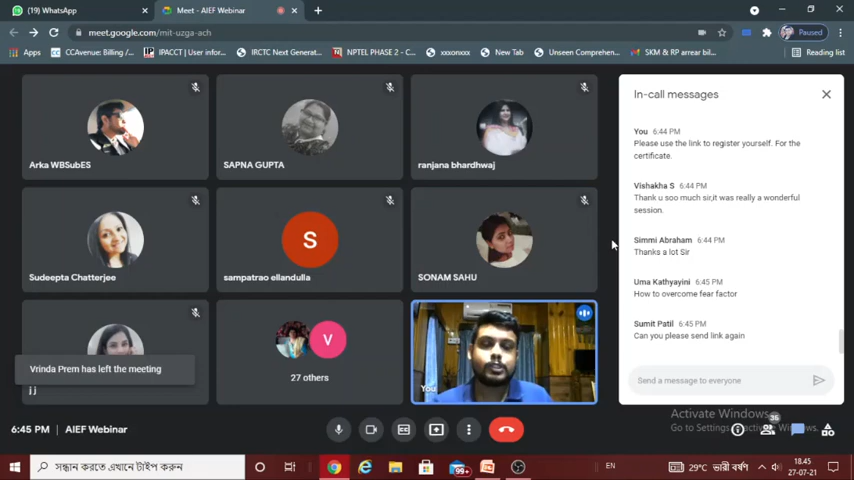 (19) WhatsApp
Meet - AIEF Webinar
meet.google.com/mit-uzga-ach
Paused
Apps
CCAvenue: Billing /...
IPACCT | User infor...
IRCTC Next Generat...
NPTEL PHASE 2 - C...
xxxonxx
New Tab
Unseen Comprehen...
SKM & RP arrear bil...
Reading list
Arka WBSubES
SAPNA GUPTA
ranjana bhardhwaj
Sudeepta Chatterjee
S
sampatrao ellandulla
SONAM SAHU
Vrinda Prem has left the meeting
j j
V
27 others
You
In-call messages
You 6:44 PM
Please use the link to register yourself. For the
certificate.
Vishakha S 6:44 PM
Thank u soo much sir,it was really a wonderful
session.
Simmi Abraham 6:44 PM
Thanks a lot Sir
Uma Kathyayini 6:45 PM
How to overcome fear factor
Sumit Patil 6:45 PM
Can you please send link again
Send a message to everyone
Activate Windows
Go to Settings
6:45 PM
AIEF Webinar
35
সন্ধান করতে এখানে টাইপ করুন
99+
EN
29°C ভারী বর্ষণ
18.45
27-07-21